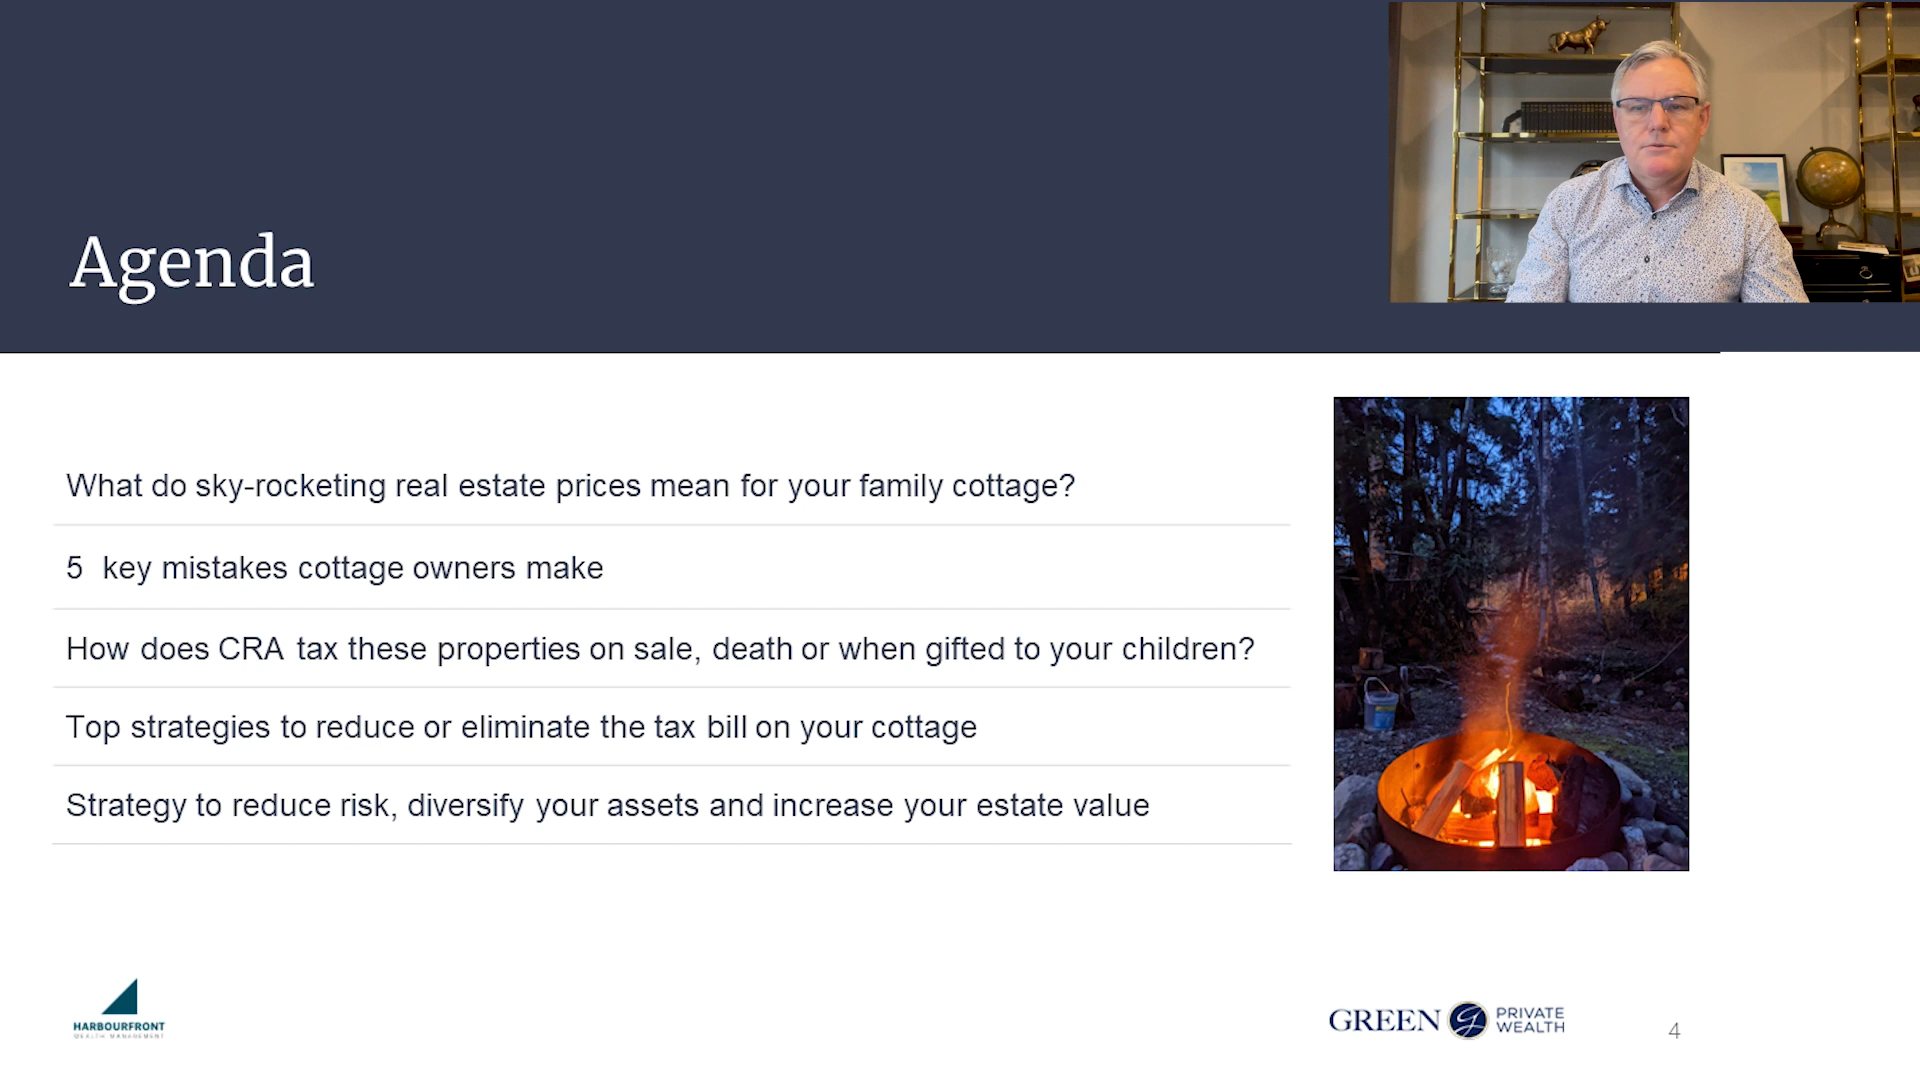 Agenda
What do sky-rocketing real estate prices mean for your family cottage?
5 key mistakes cottage owners make
How does CRA tax these properties on sale, death or when gifted to your children?
Top strategies to reduce or eliminate the tax bill on your cottage
Strategy to reduce risk, diversify your assets and increase your estate value
HARBOURFRONT
WEALTH MANAGEMENT
GREEN g PRIVATE WEALTH
4